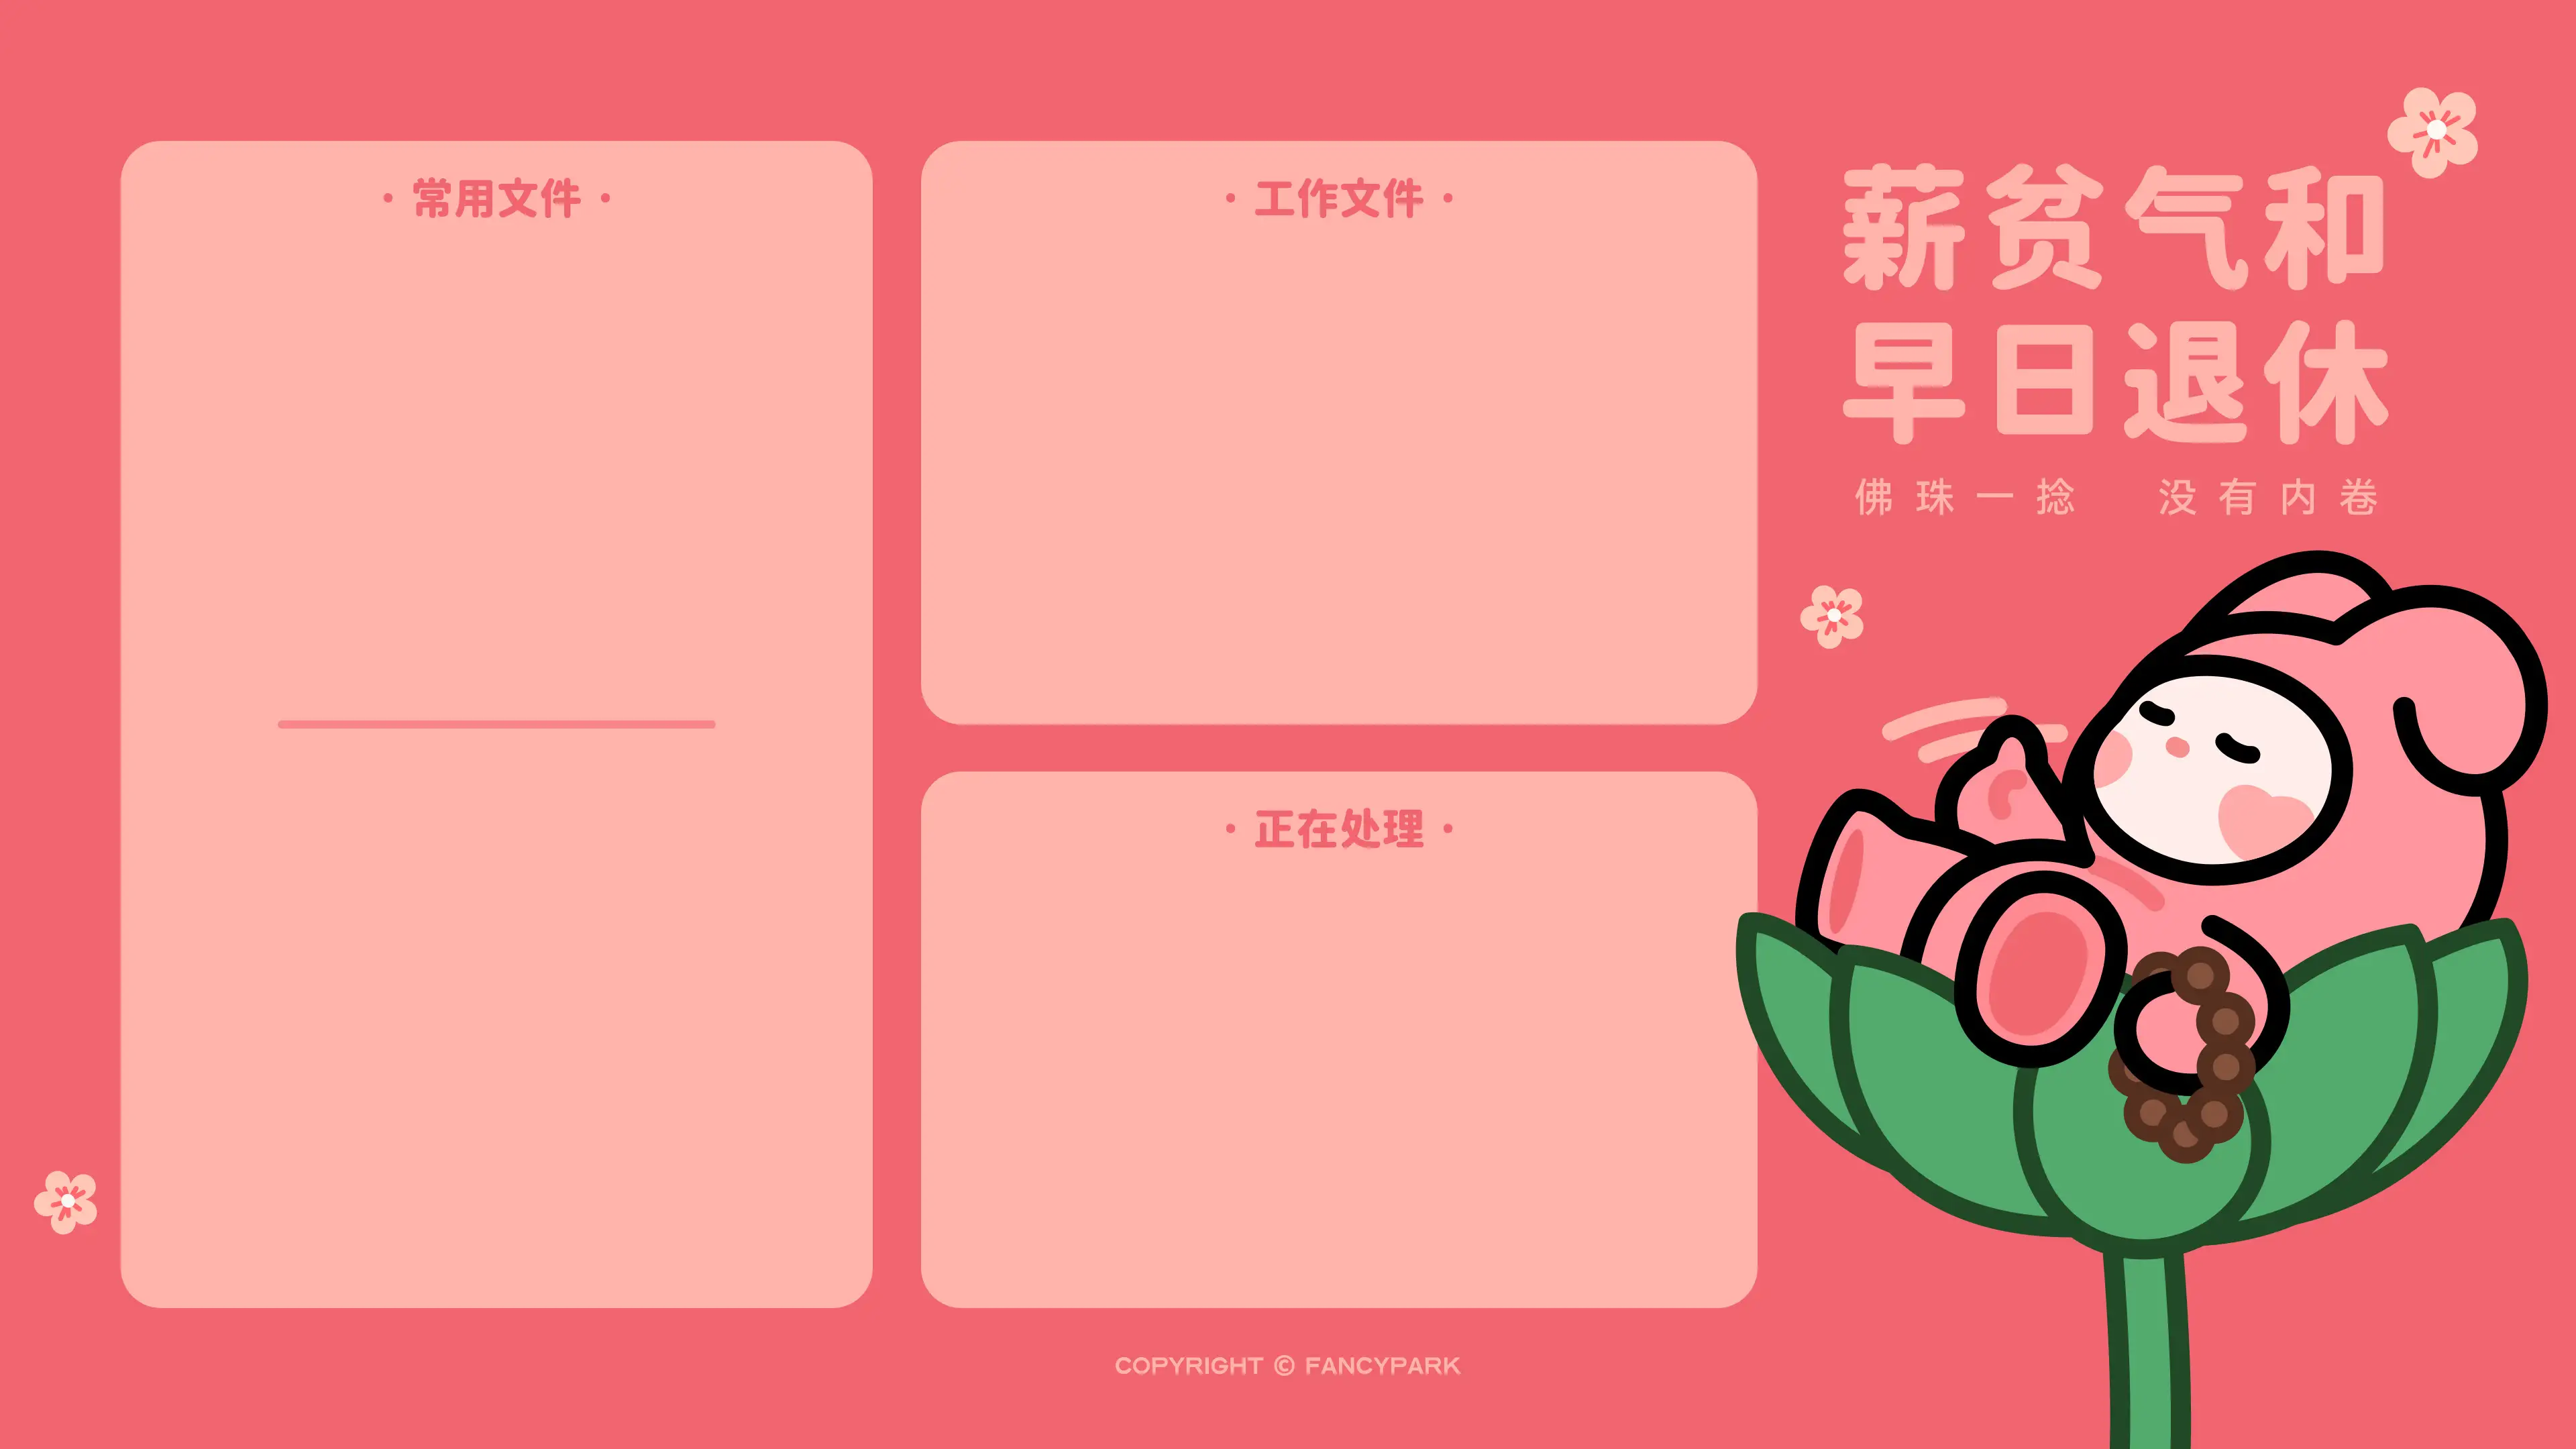 · 常用文件 ·
· 工作文件 ·
· 正在处理 ·
薪贫气和
早日退休
佛珠一捻 没有内卷
COPYRIGHT © FANCYPARK